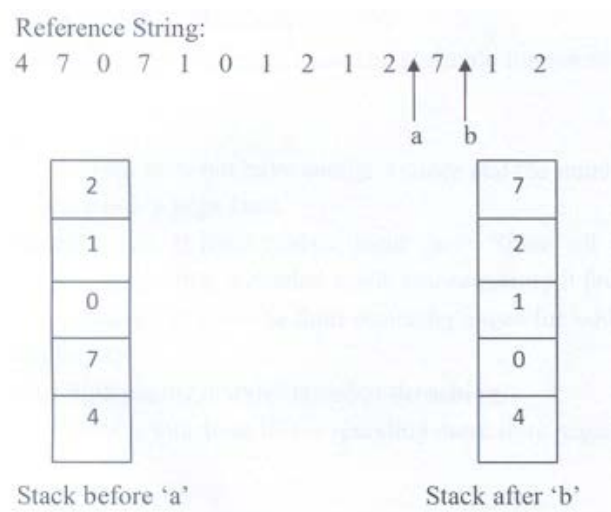 Reference String:
4 7 0 7 1 0 1 2 1 2 7 1 2
a b
2 7
1 2
0 1
7 0
4 4
Stack before ‘a’ Stack after ‘b’